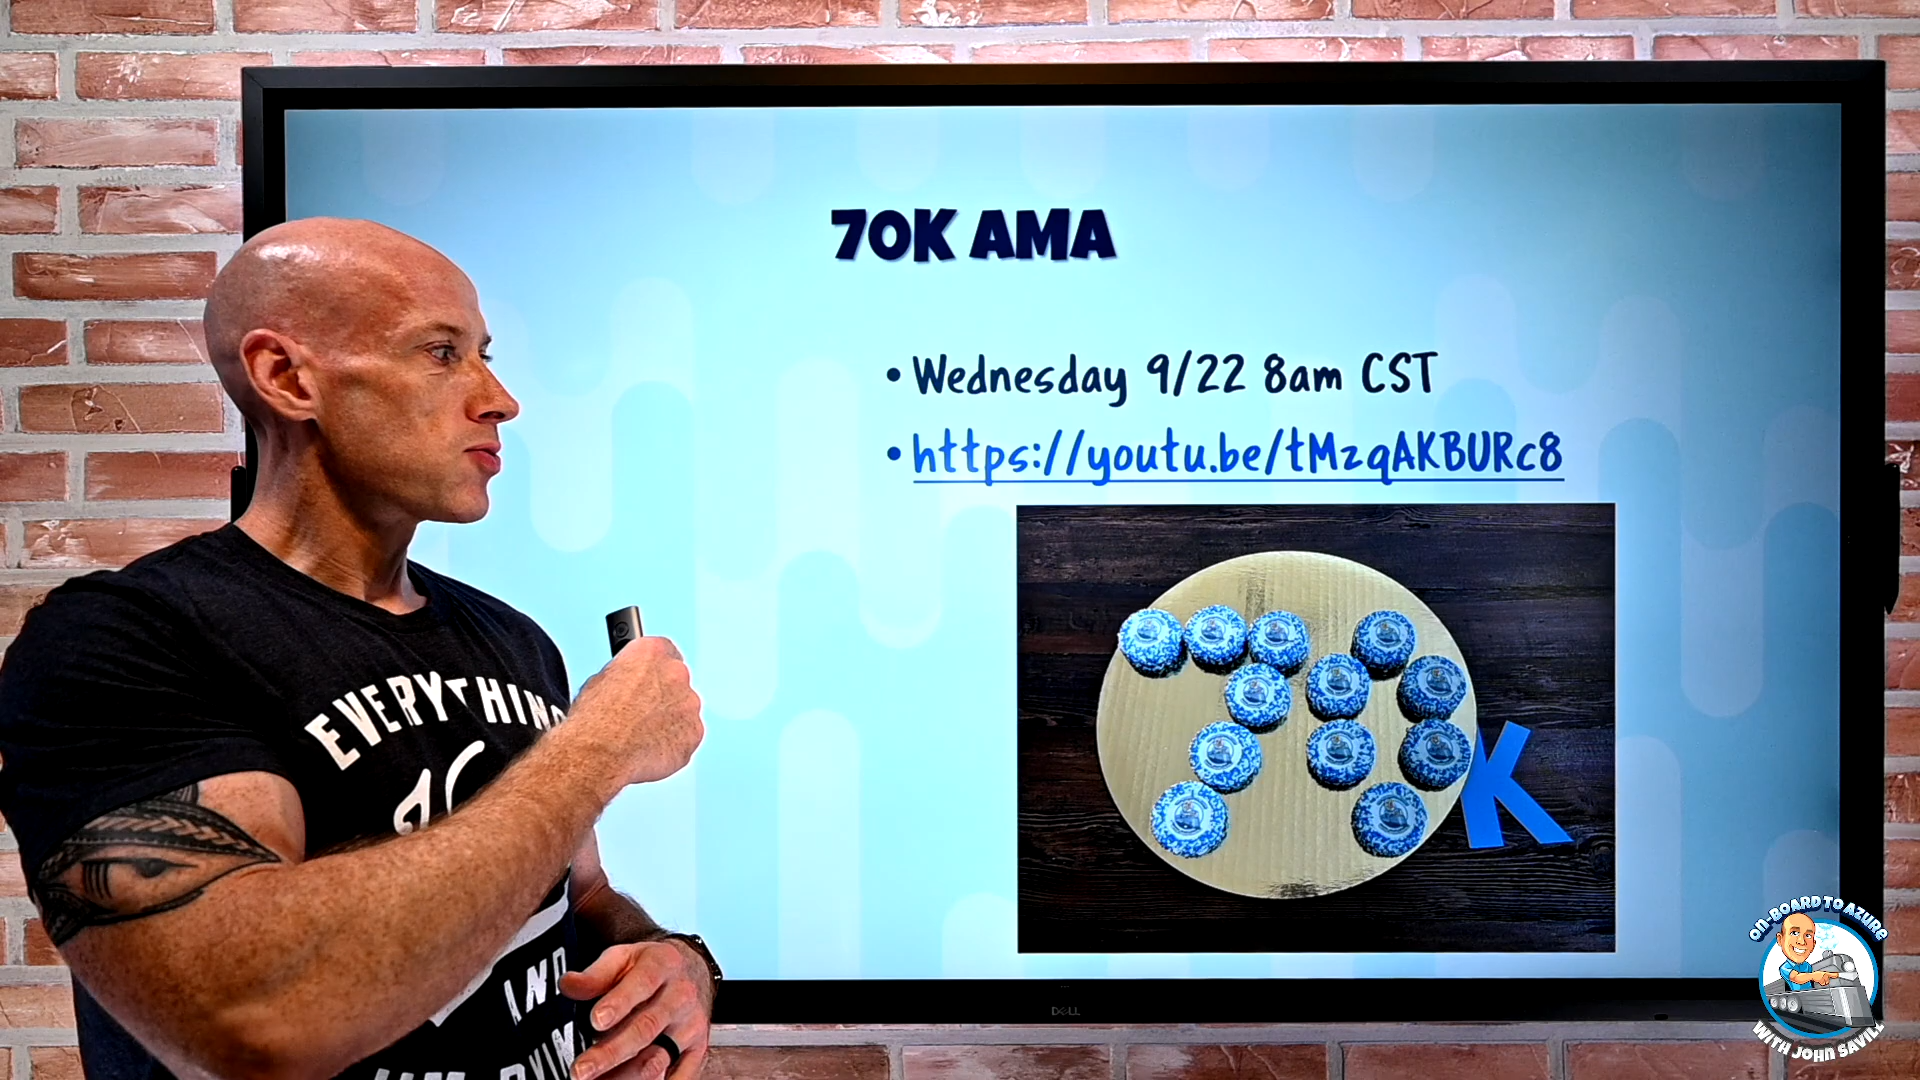 70K AMA
• Wednesday 9/22 8am CST
• https://youtu.be/tMzqAKBURc8
K
EVERYTHING
AND
DELL
ON-BOARD TO AZURE
WITH JOHN SAVILL